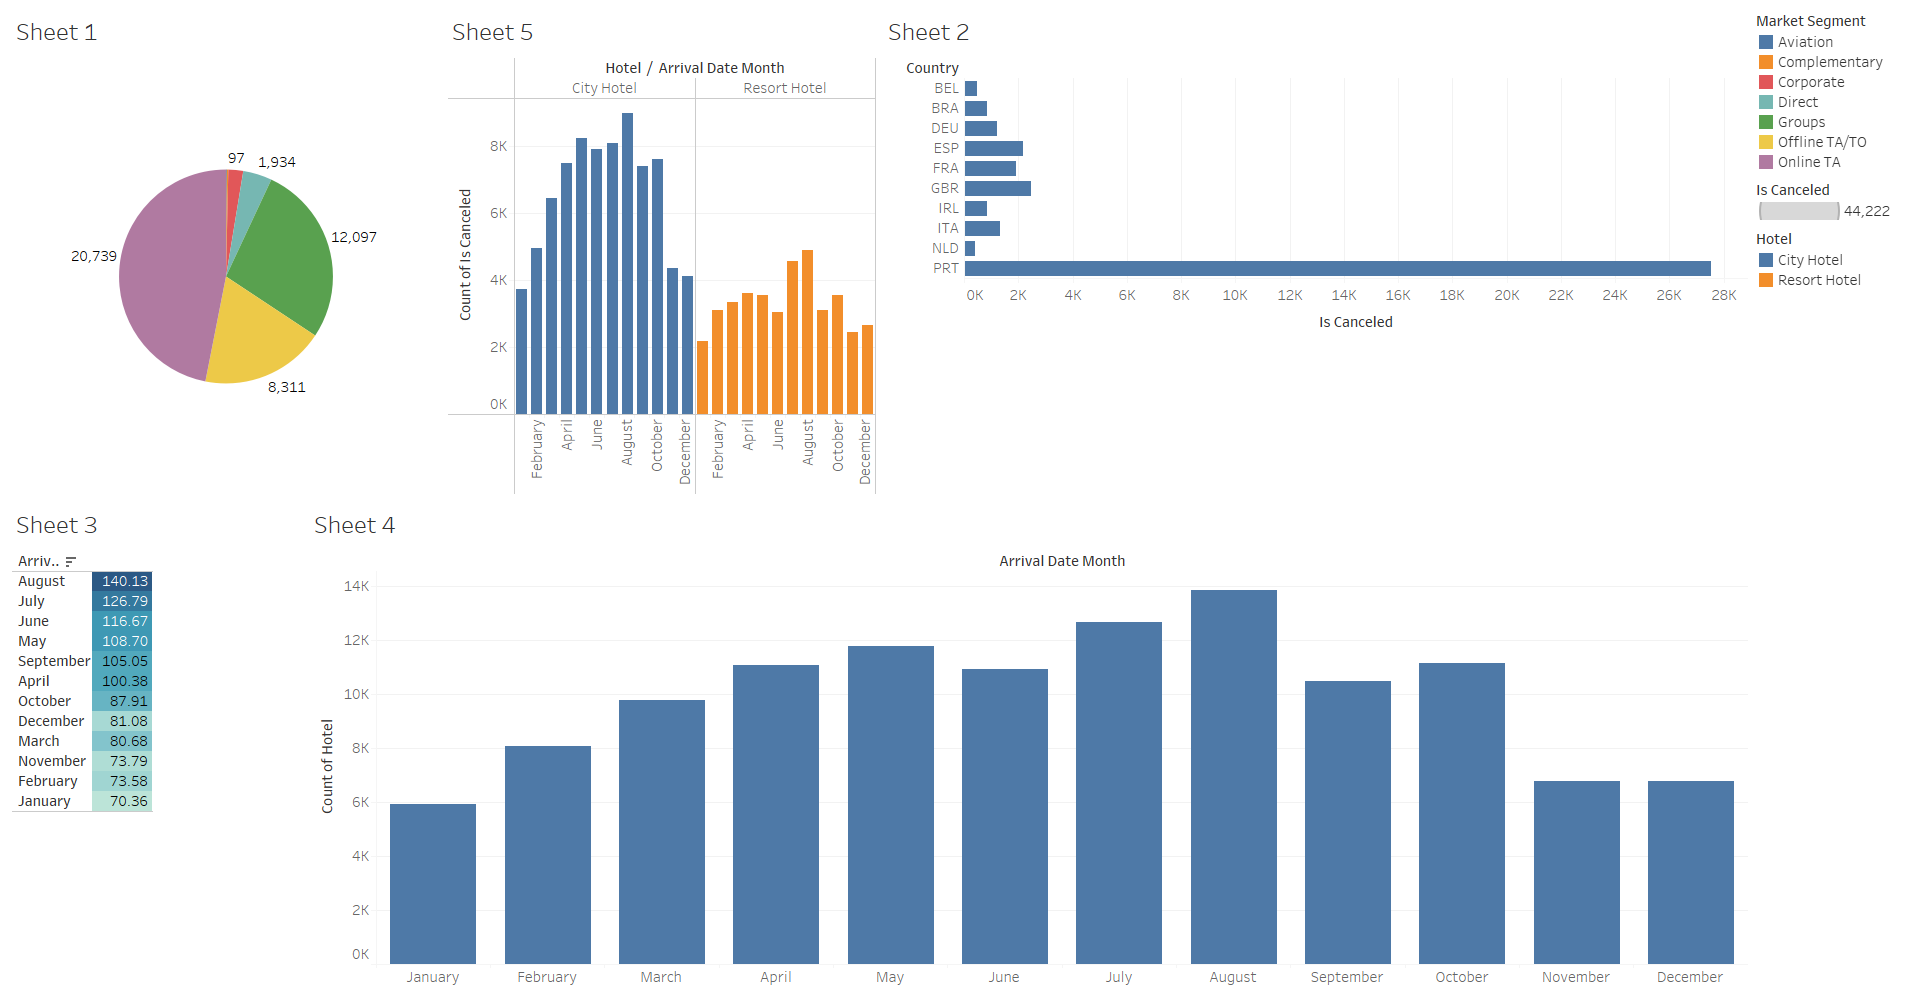 Sheet 1
97
1,934
12,097
20,739
8,311
Sheet 5
Hotel / Arrival Date Month
City Hotel
Resort Hotel
Count of Is Canceled
8K
6K
4K
2K
0K
February
April
June
August
October
December
February
April
June
August
October
December
Sheet 2
Country
BEL
BRA
DEU
ESP
FRA
GBR
IRL
ITA
NLD
PRT
0K 2K 4K 6K 8K 10K 12K 14K 16K 18K 20K 22K 24K 26K 28K
Is Canceled
Market Segment
Aviation
Complementary
Corporate
Direct
Groups
Offline TA/TO
Online TA
Is Canceled
44,222
Hotel
City Hotel
Resort Hotel
Sheet 3
Arriv..
August 140.13
July 126.79
June 116.67
May 108.70
September 105.05
April 100.38
October 87.91
December 81.08
March 80.68
November 73.79
February 73.58
January 70.36
Sheet 4
Arrival Date Month
Count of Hotel
14K
12K
10K
8K
6K
4K
2K
0K
January February March April May June July August September October November December